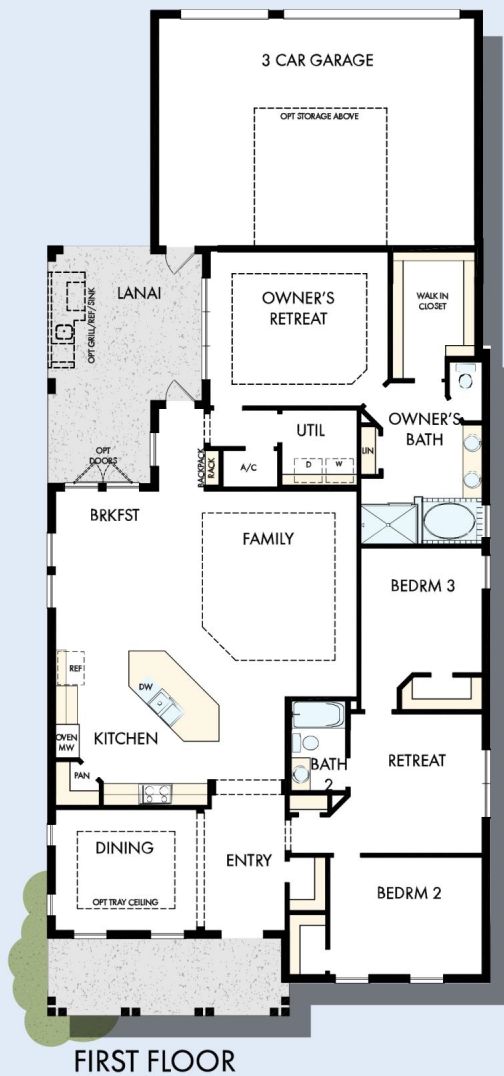 3 CAR GARAGE
OPT STORAGE ABOVE
LANAI
OPT GRILL/REF/SINK
OWNER'S
RETREAT
WALK IN
CLOSET
OWNER'S
BATH
UTIL
LIN
D
W
A/C
BACKPACK
RACK
OPT
DOORS
BRKFST
FAMILY
BEDRM 3
REF
DW
OVEN
MW
KITCHEN
PAN
BATH
2
RETREAT
DINING
OPT TRAY CEILING
ENTRY
BEDRM 2
FIRST FLOOR